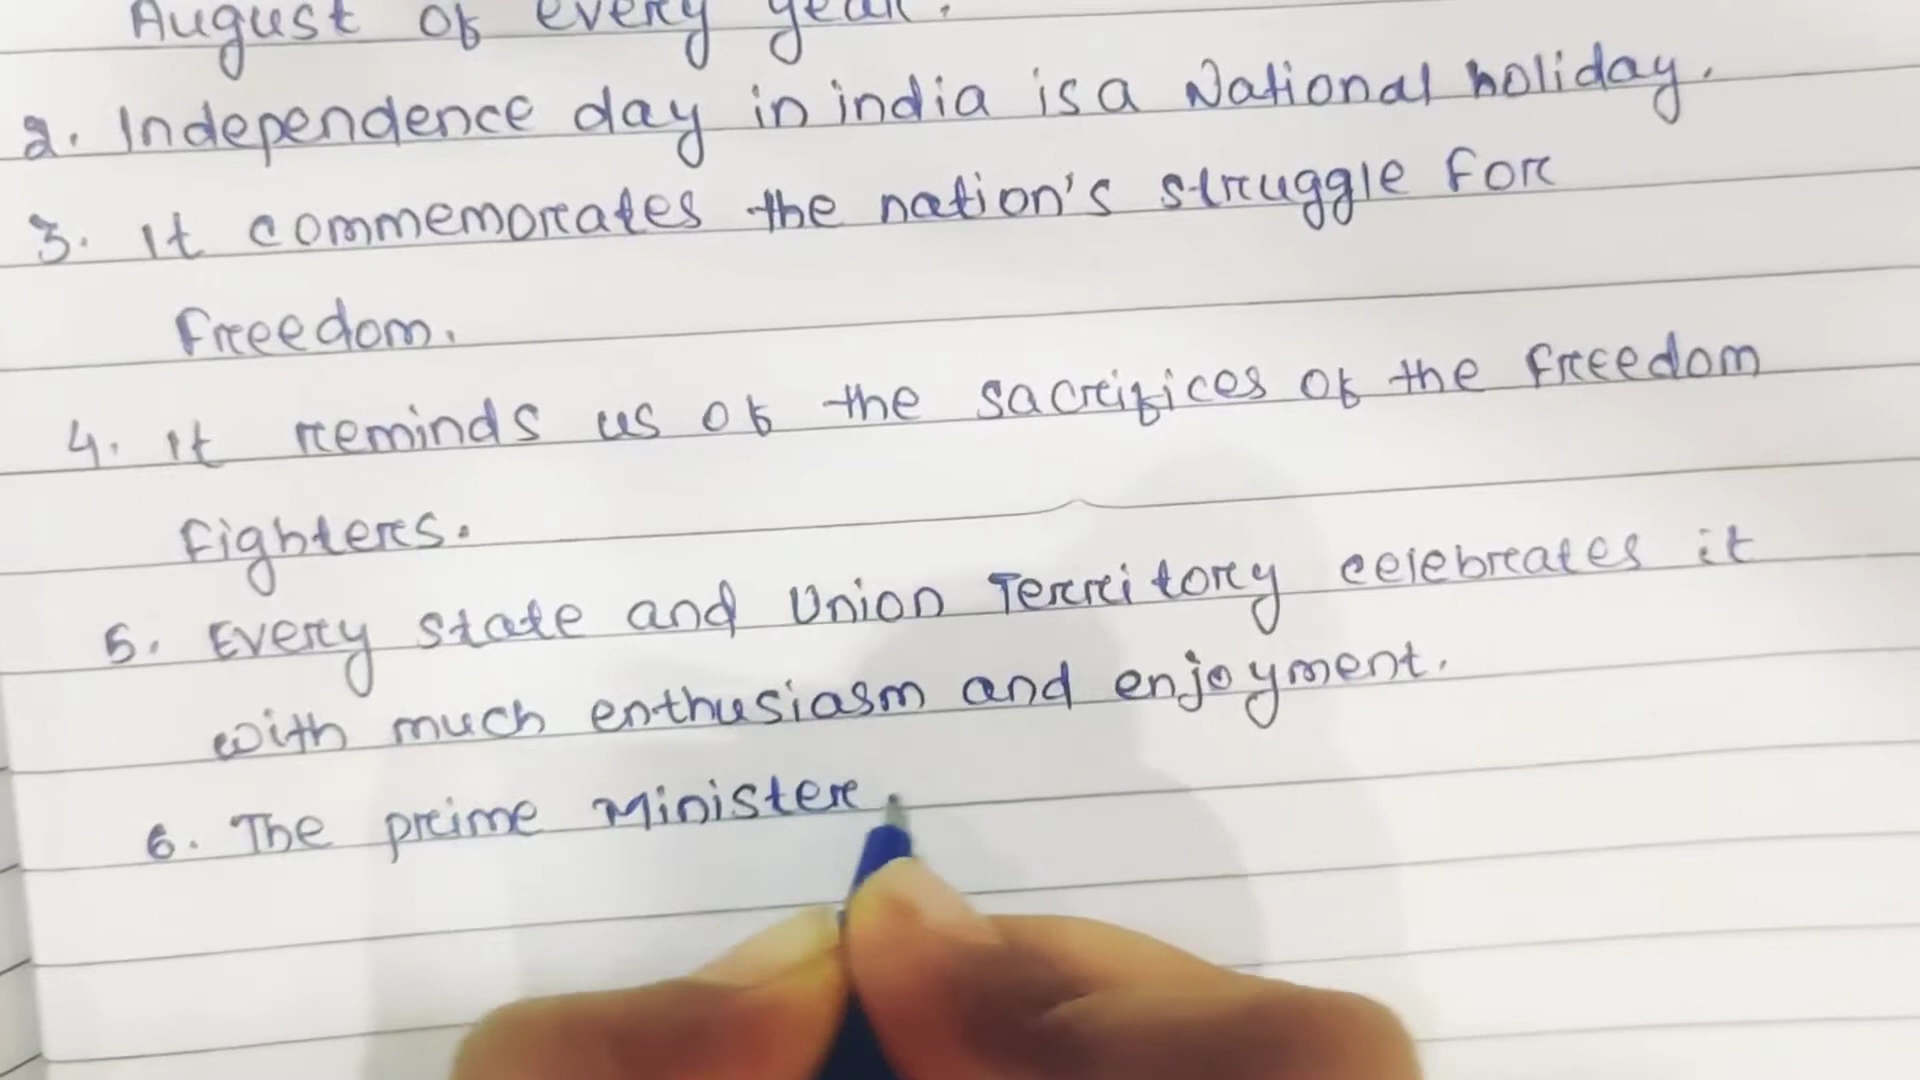 August of every year.
2. Independence day in india is a National holiday.
3. It commemorates the nation's struggle for
freedom.
4. It reminds us of the sacrifices of the freedom
fighters.
5. Every state and Union Territory celebrates it
with much enthusiasm and enjoyment.
6. The prime Minister